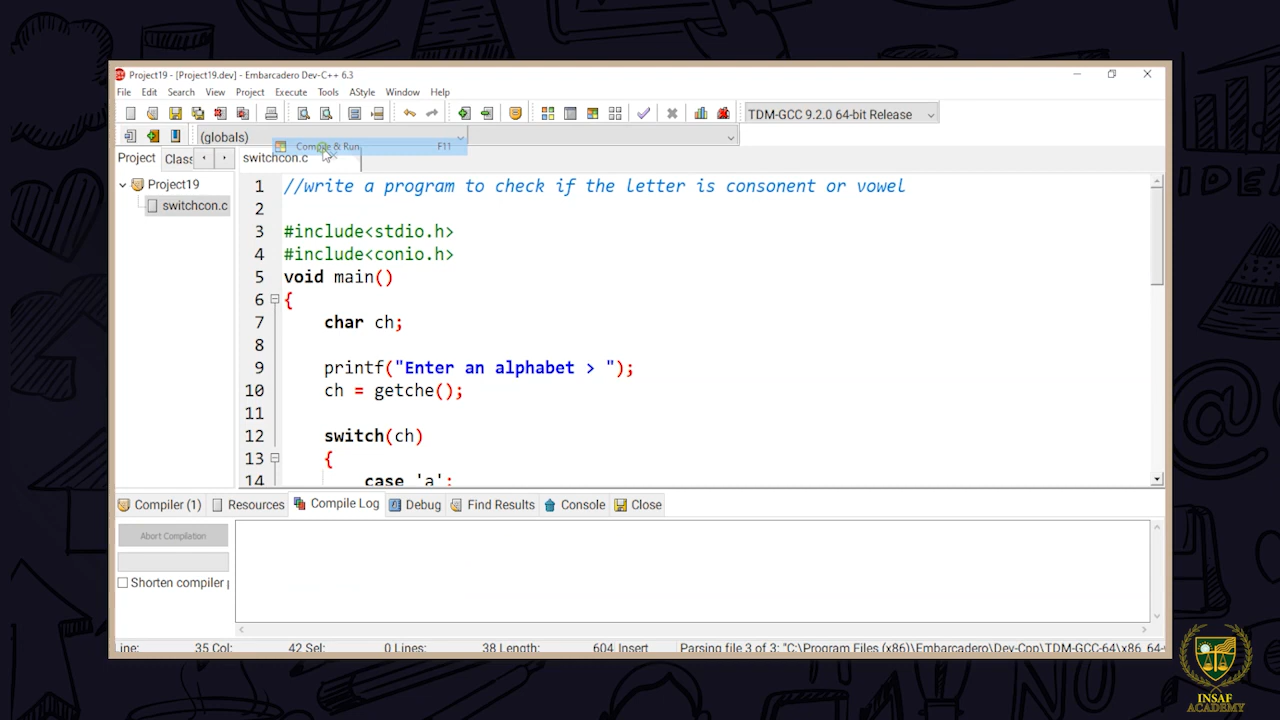 Project19 - [Project19.dev] - Embarcadero Dev-C++ 6.3
File Edit Search View Project Execute Tools AStyle Window Help
TDM-GCC 9.2.0 64-bit Release
(globals)
Compile & Run F11
Project Class switchcon.c
Project19
switchcon.c
1 //write a program to check if the letter is consonent or vowel
2
3 #include<stdio.h>
4 #include<conio.h>
5 void main()
6 {
7 char ch;
8
9 printf("Enter an alphabet > ");
10 ch = getche();
11
12 switch(ch)
13 {
14 case 'a':
Compiler (1) Resources Compile Log Debug Find Results Console Close
Abort Compilation
Shorten compiler p
Line: 35 Col: 42 Sel: 0 Lines: 38 Length: 604 Insert Parsing file 3 of 3: "C:\Program Files (x86)\Embarcadero\Dev-Cpp\TDM-GCC-64\x86_64-
IDE
INSAF
ACADEMY